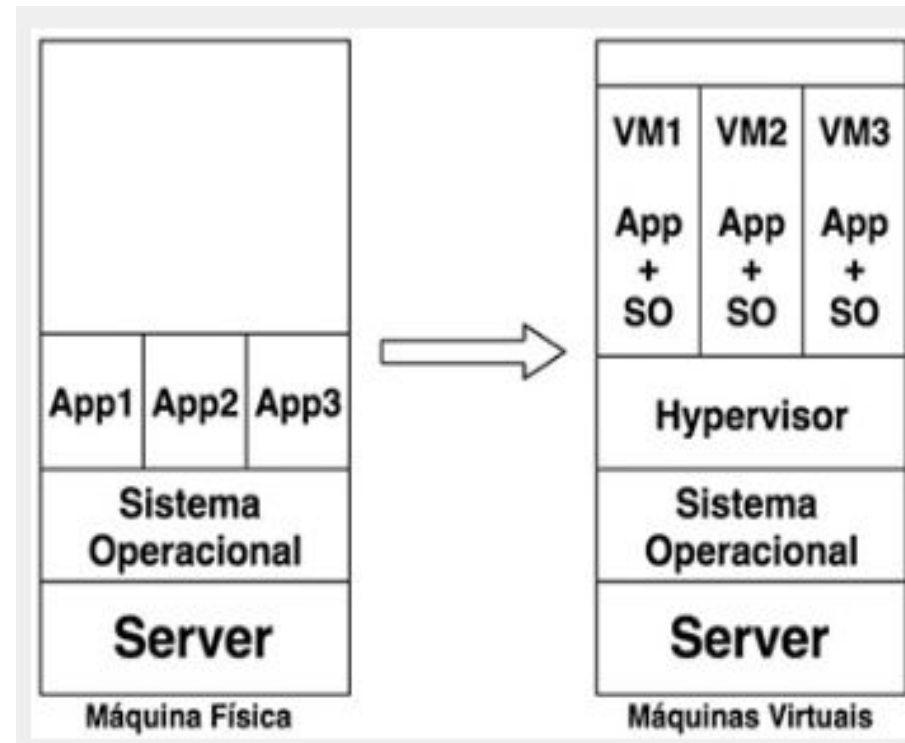 App1 App2 App3
Sistema
Operacional
Server
Máquina Física
VM1 VM2 VM3
App App App
+ + +
SO SO SO
Hypervisor
Sistema
Operacional
Server
Máquinas Virtuais